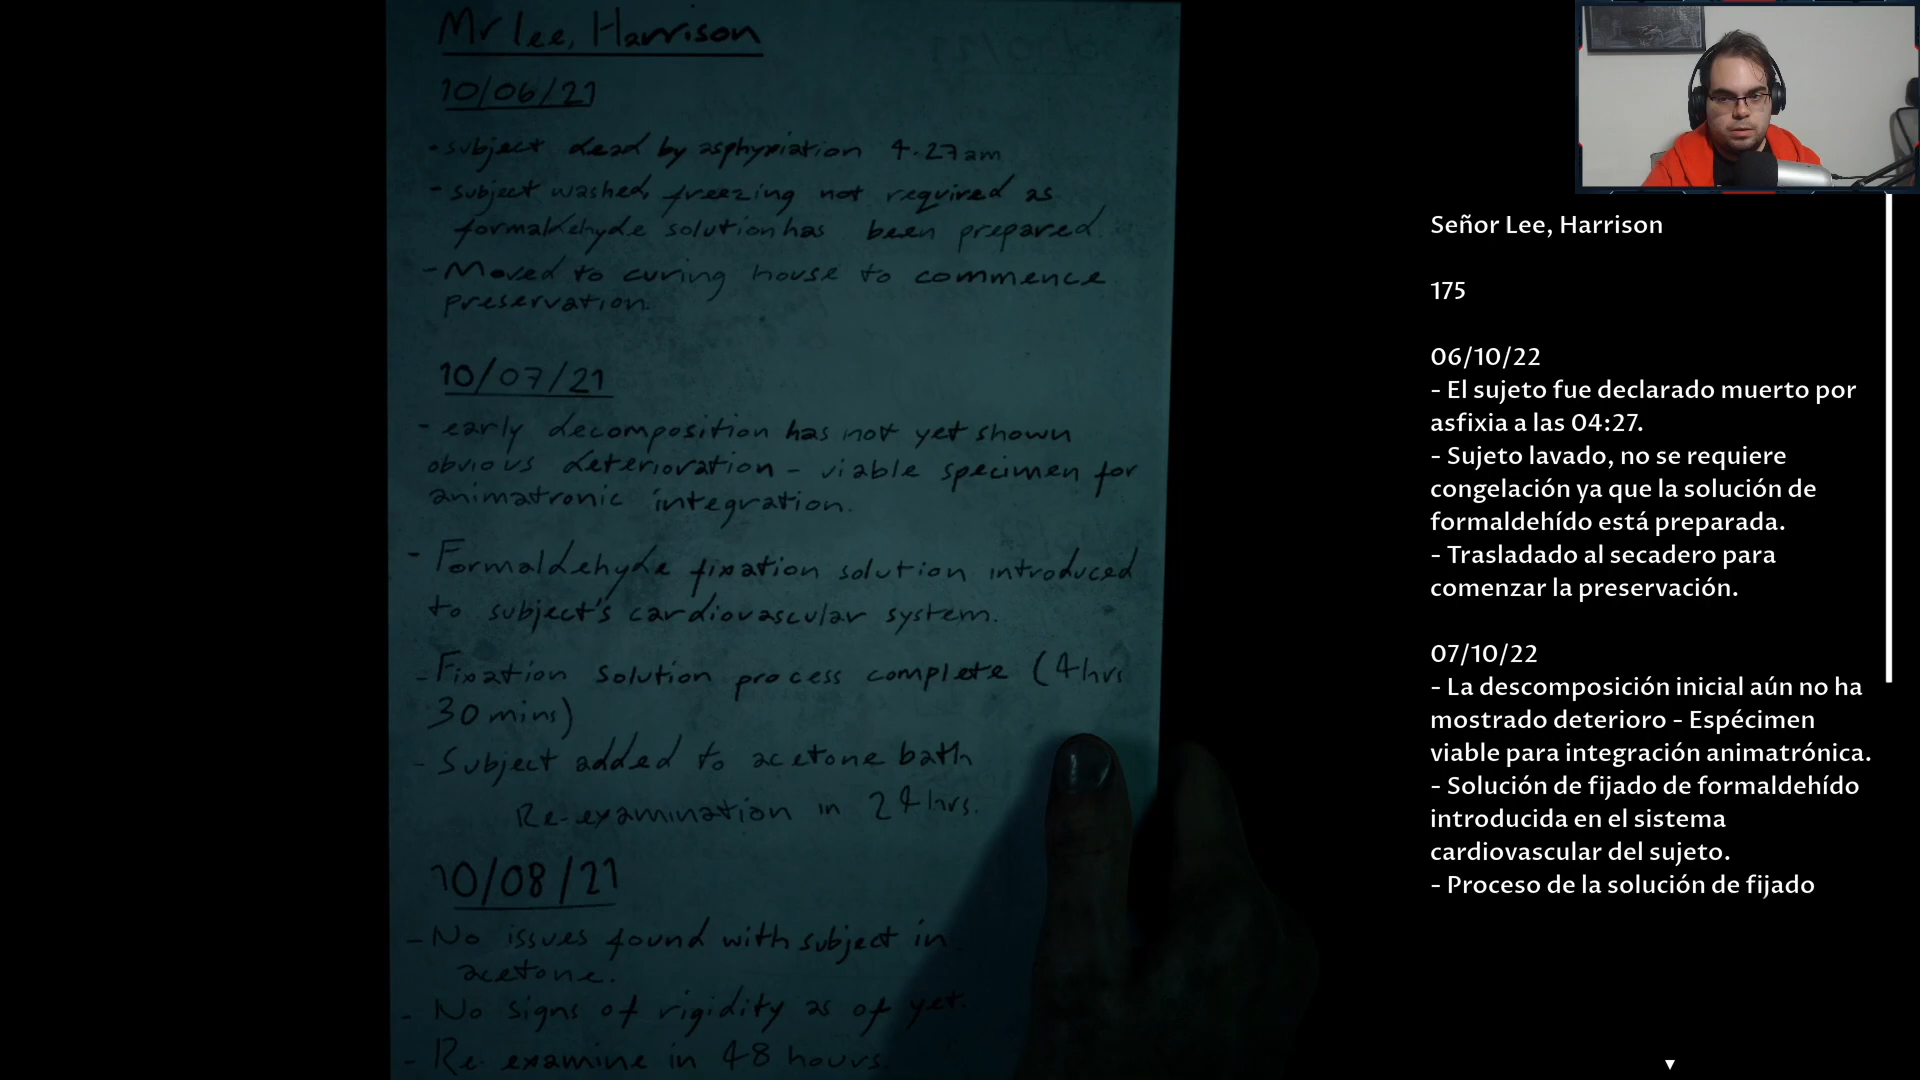 Mr Lee, Harrison
10/06/21
- subject dead by asphyxiation 4.27am
- subject washed, freezing not required as
formaldehyde solution has been prepared.
- Moved to curing house to commence
preservation.
10/07/21
- early decomposition has not yet shown
obvious deterioration - viable specimen for
animatronic integration.
- Formaldehyde fixation solution introduced
to subject's cardiovascular system.
- Fixation solution process complete (4hrs
30 mins)
- Subject added to acetone bath
Re-examination in 24hrs.
10/08/21
- No issues found with subject in
acetone.
- No signs of rigidity as of yet.
- Re-examine in 48 hours.
Señor Lee, Harrison
175
06/10/22
- El sujeto fue declarado muerto por
asfixia a las 04:27.
- Sujeto lavado, no se requiere
congelación ya que la solución de
formaldehído está preparada.
- Trasladado al secadero para
comenzar la preservación.
07/10/22
- La descomposición inicial aún no ha
mostrado deterioro - Espécimen
viable para integración animatrónica.
- Solución de fijado de formaldehído
introducida en el sistema
cardiovascular del sujeto.
- Proceso de la solución de fijado